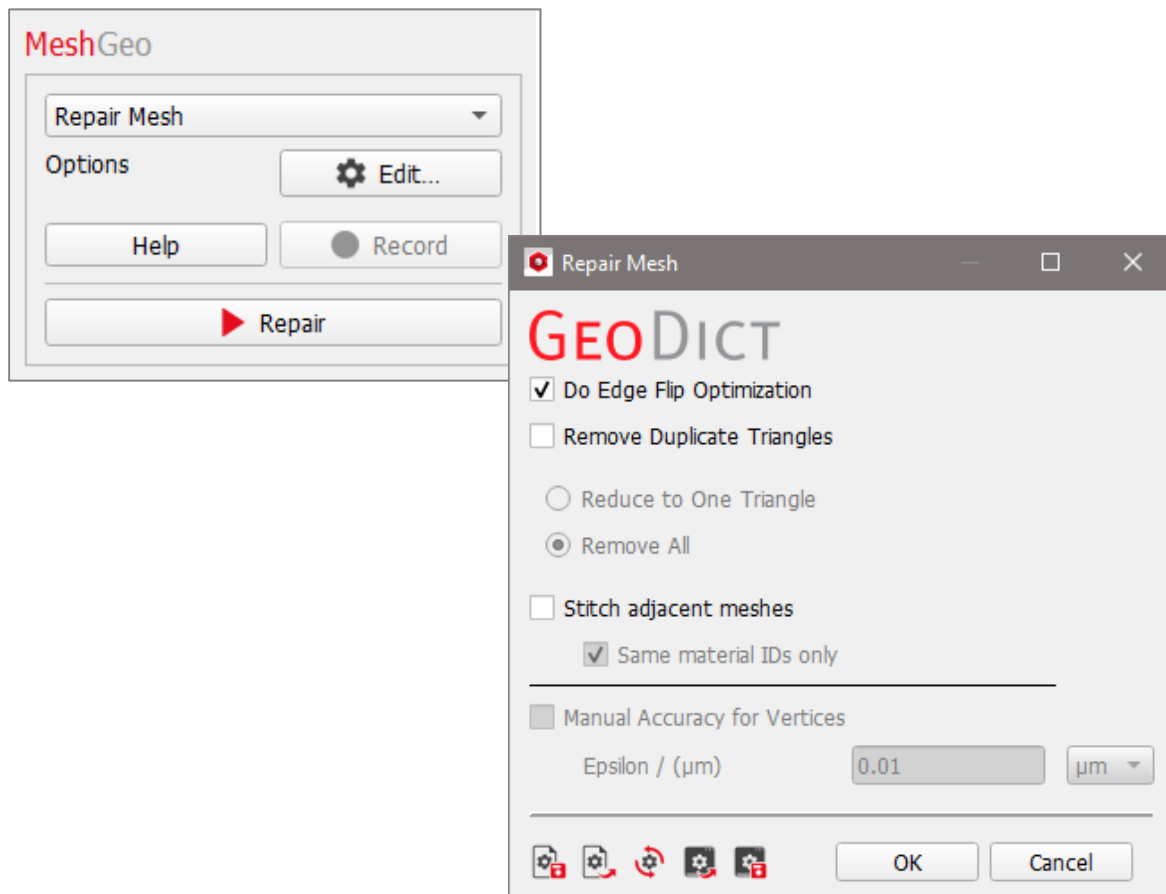 MeshGeo
Repair Mesh
Options
Edit...
Help
Record
Repair
Repair Mesh
GEODICT
Do Edge Flip Optimization
Remove Duplicate Triangles
Reduce to One Triangle
Remove All
Stitch adjacent meshes
Same material IDs only
Manual Accuracy for Vertices
Epsilon / (µm) 0.01 µm
OK Cancel